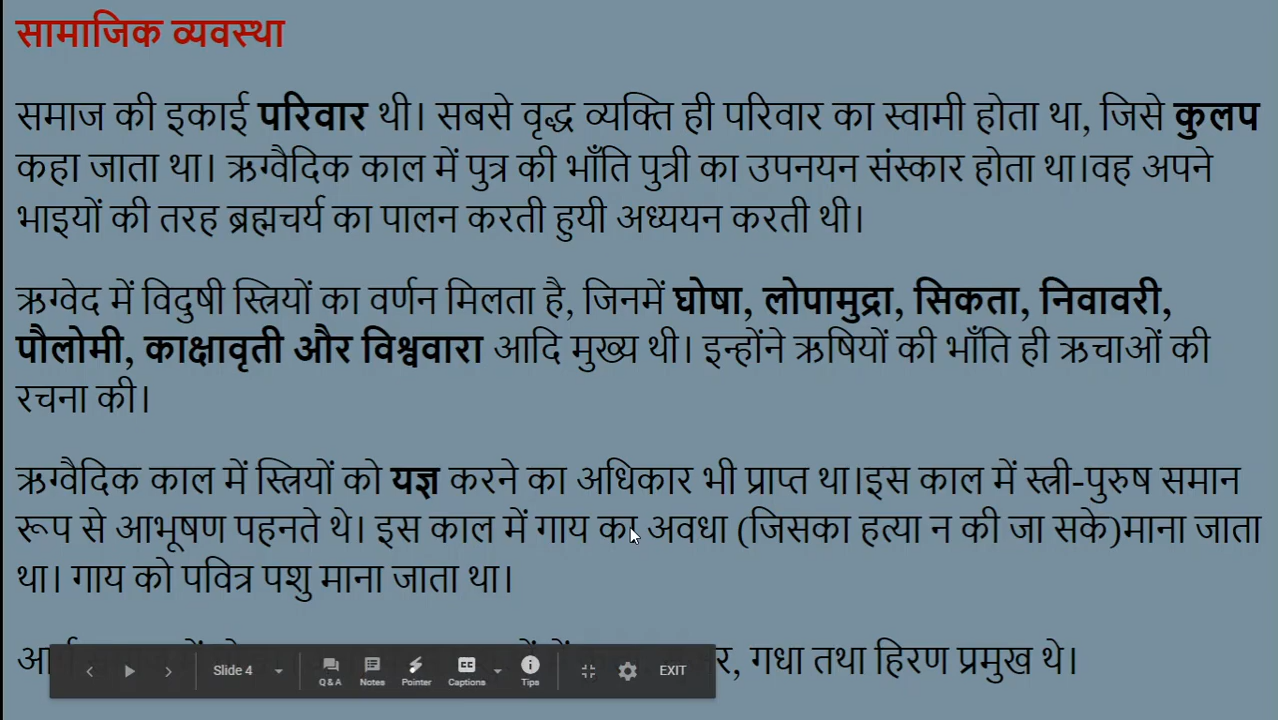 सामाजिक व्यवस्था
समाज की इकाई परिवार थी। सबसे वृद्ध व्यक्ति ही परिवार का स्वामी होता था, जिसे कुलप
कहा जाता था। ऋग्वैदिक काल में पुत्र की भाँति पुत्री का उपनयन संस्कार होता था।वह अपने
भाइयों की तरह ब्रह्मचर्य का पालन करती हुयी अध्ययन करती थी।
ऋग्वेद में विदुषी स्त्रियों का वर्णन मिलता है, जिनमें घोषा, लोपामुद्रा, सिकता, निवावरी,
पौलोमी, काक्षावृती और विश्ववारा आदि मुख्य थी। इन्होंने ऋषियों की भाँति ही ऋचाओं की
रचना की।
ऋग्वैदिक काल में स्त्रियों को यज्ञ करने का अधिकार भी प्राप्त था।इस काल में स्त्री-पुरुष समान
रूप से आभूषण पहनते थे। इस काल में गाय का अवधा (जिसका हत्या न की जा सके)माना जाता
था। गाय को पवित्र पशु माना जाता था।
गधा तथा हिरण प्रमुख थे।
Slide 4 Q & A Notes Pointer Captions Tips EXIT